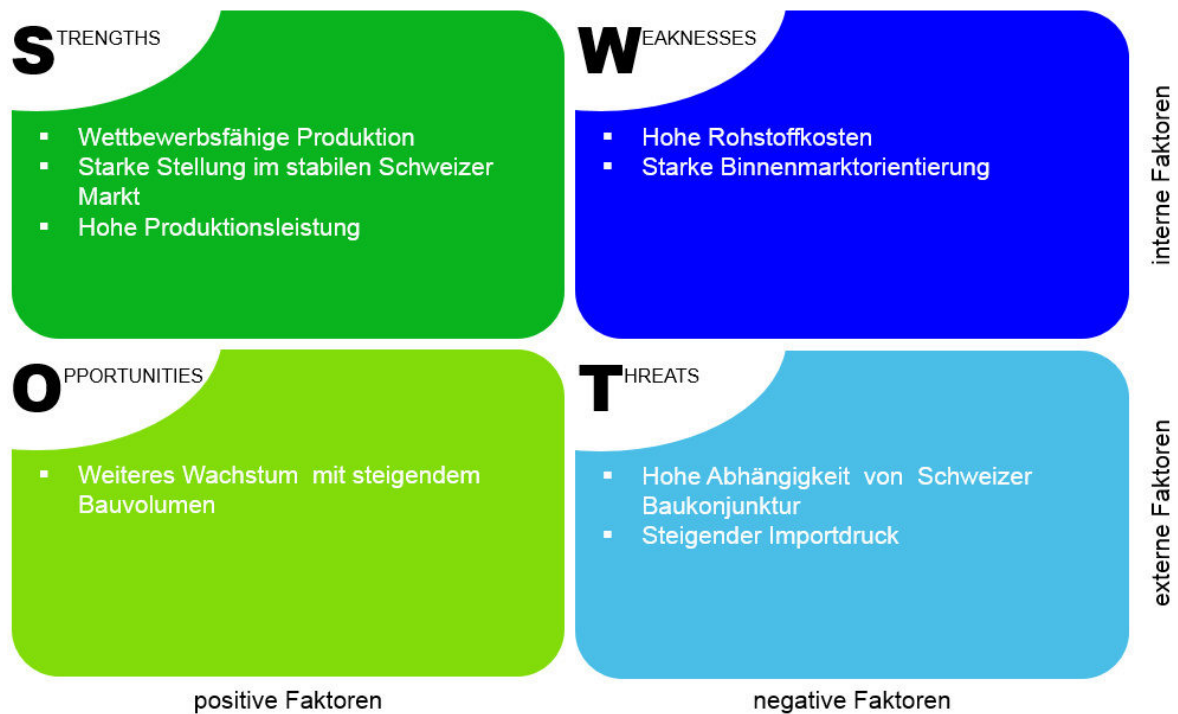 STRENGTHS
▪ Wettbewerbsfähige Produktion
▪ Starke Stellung im stabilen Schweizer
Markt
▪ Hohe Produktionsleistung
WEAKNESSES
▪ Hohe Rohstoffkosten
▪ Starke Binnenmarktorientierung
interne Faktoren
OPPORTUNITIES
▪ Weiteres Wachstum mit steigendem
Bauvolumen
THREATS
▪ Hohe Abhängigkeit von Schweizer
Baukonjunktur
▪ Steigender Importdruck
externe Faktoren
positive Faktoren
negative Faktoren